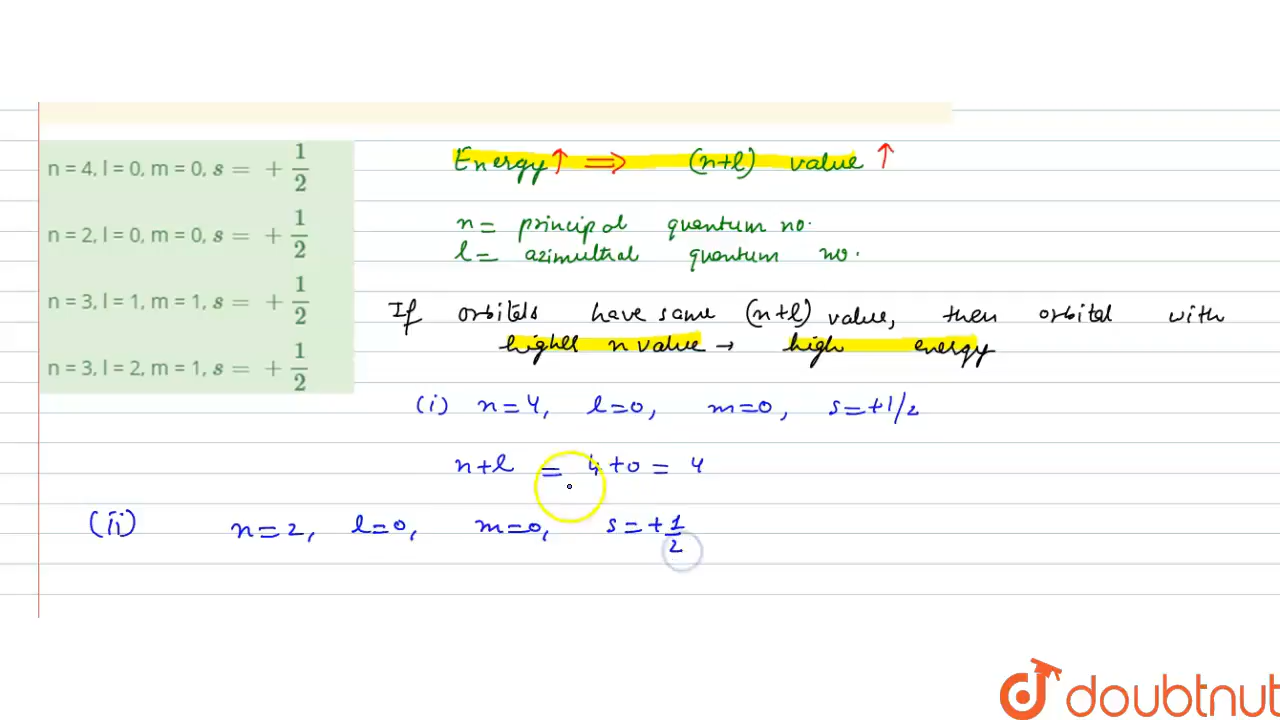 n = 4, l = 0, m = 0, s = +1/2
n = 2, l = 0, m = 0, s = +1/2
n = 3, l = 1, m = 1, s = +1/2
n = 3, l = 2, m = 1, s = +1/2
Energy↑ ⟹ (n+l) value ↑
n = principal quantum no.
l = azimuthal quantum no.
If orbitals have same (n+l) value, then orbital with
higher n value → high energy
(i) n=4, l=0, m=0, s=+1/2
n+l = 4+0 = 4
(ii) n=2, l=0, m=0, s=+1/2
doubtnut